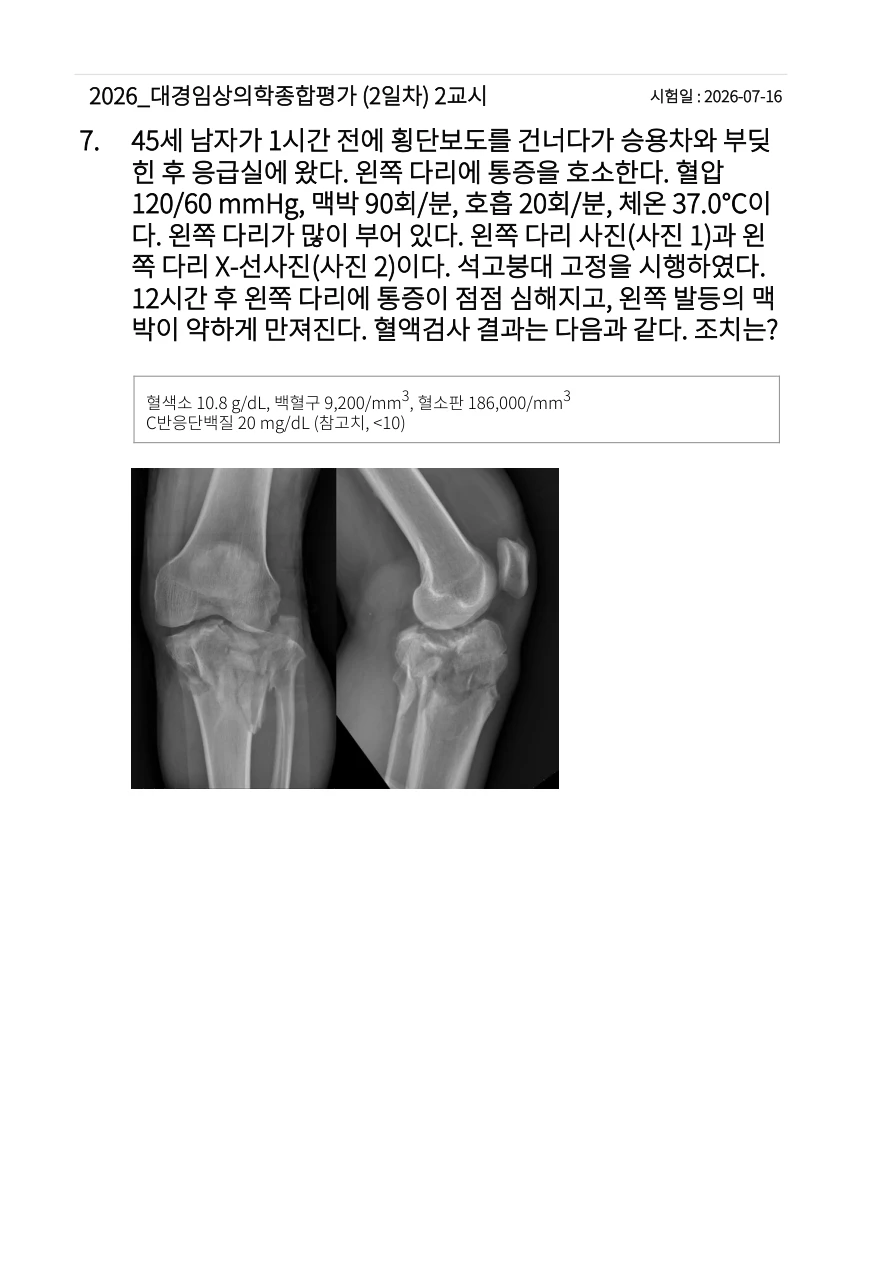 2026_대경임상의학종합평가 (2일차) 2교시
시험일 : 2026-07-16
7. 45세 남자가 1시간 전에 횡단보도를 건너다가 승용차와 부딪
힌 후 응급실에 왔다. 왼쪽 다리에 통증을 호소한다. 혈압
120/60 mmHg, 맥박 90회/분, 호흡 20회/분, 체온 37.0℃이
다. 왼쪽 다리가 많이 부어 있다. 왼쪽 다리 사진(사진 1)과 왼
쪽 다리 X-선사진(사진 2)이다. 석고붕대 고정을 시행하였다.
12시간 후 왼쪽 다리에 통증이 점점 심해지고, 왼쪽 발등의 맥
박이 약하게 만져진다. 혈액검사 결과는 다음과 같다. 조치는?
혈색소 10.8 g/dL, 백혈구 9,200/mm³, 혈소판 186,000/mm³
C반응단백질 20 mg/dL (참고치, <10)